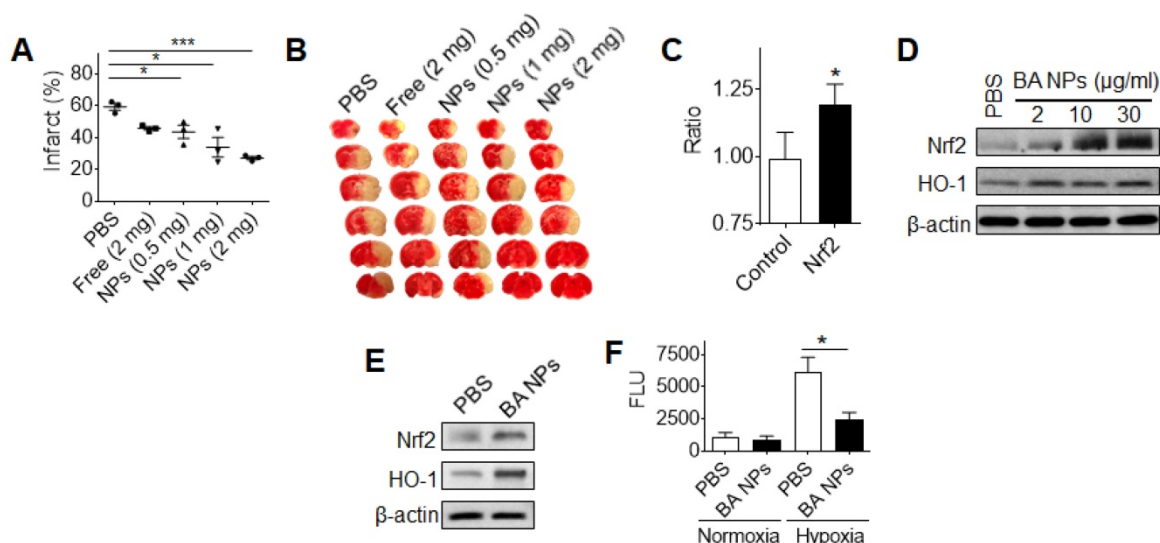 A
Infarct (%)
80
60
40
20
0
***
*
*
PBS
Free (2 mg)
NPs (0.5 mg)
NPs (1 mg)
NPs (2 mg)
B
PBS
Free (2 mg)
NPs (0.5 mg)
NPs (1 mg)
NPs (2 mg)
C
Ratio
1.25
1.00
0.75
*
Control
Nrf2
D
PBS
BA NPs (μg/ml)
2 10 30
Nrf2
HO-1
β-actin
E
PBS
BA NPs
Nrf2
HO-1
β-actin
F
FLU
7500
5000
2500
0
*
PBS
BA NPs
PBS
BA NPs
Normoxia Hypoxia